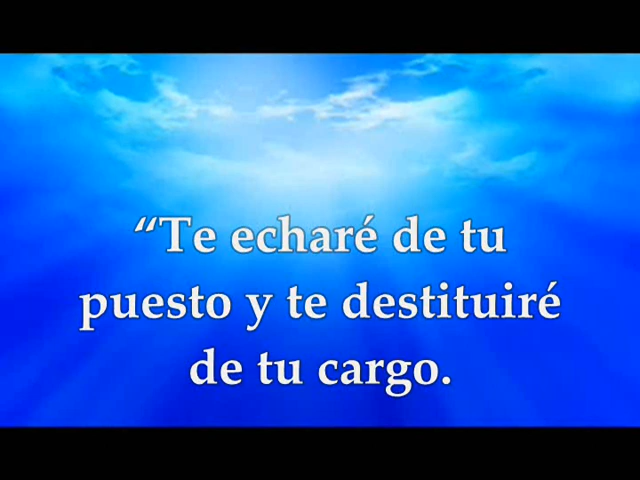 “Te echaré de tu
puesto y te destituiré
de tu cargo.